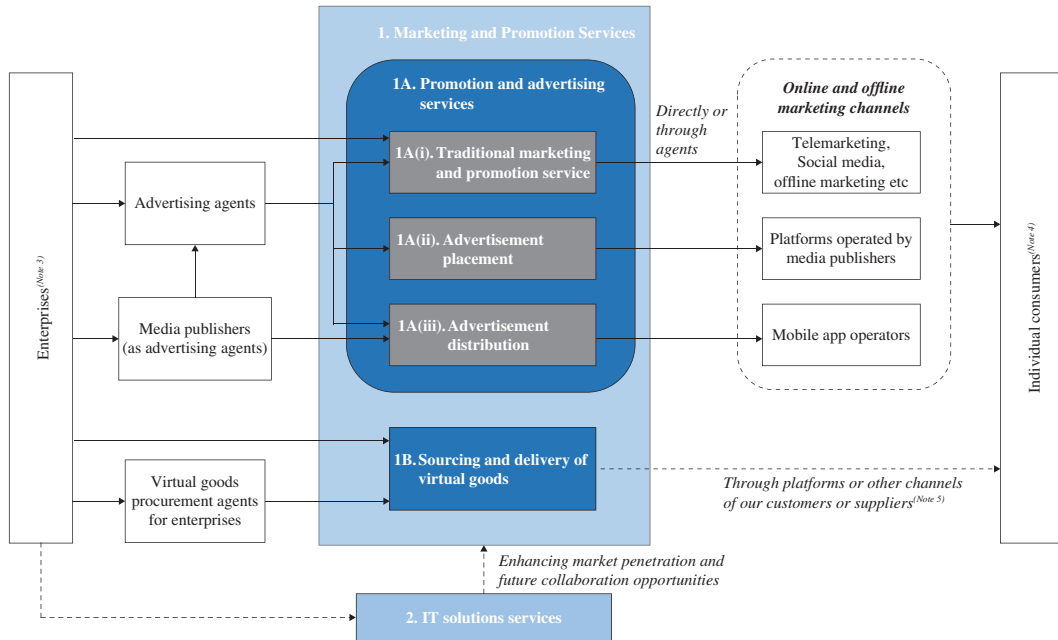 1. Marketing and Promotion Services
1A. Promotion and advertising
services
Online and offline
marketing channels
Directly or
through
agents
1A(i). Traditional marketing
and promotion service
Telemarketing,
Social media,
offline marketing etc
Enterprises(Note 3)
Advertising agents
1A(ii). Advertisement
placement
Platforms operated by
media publishers
Individual consumers(Note 4)
Media publishers
(as advertising agents)
1A(iii). Advertisement
distribution
Mobile app operators
1B. Sourcing and delivery of
virtual goods
Virtual goods
procurement agents
for enterprises
Through platforms or other channels
of our customers or suppliers(Note 5)
Enhancing market penetration and
future collaboration opportunities
2. IT solutions services